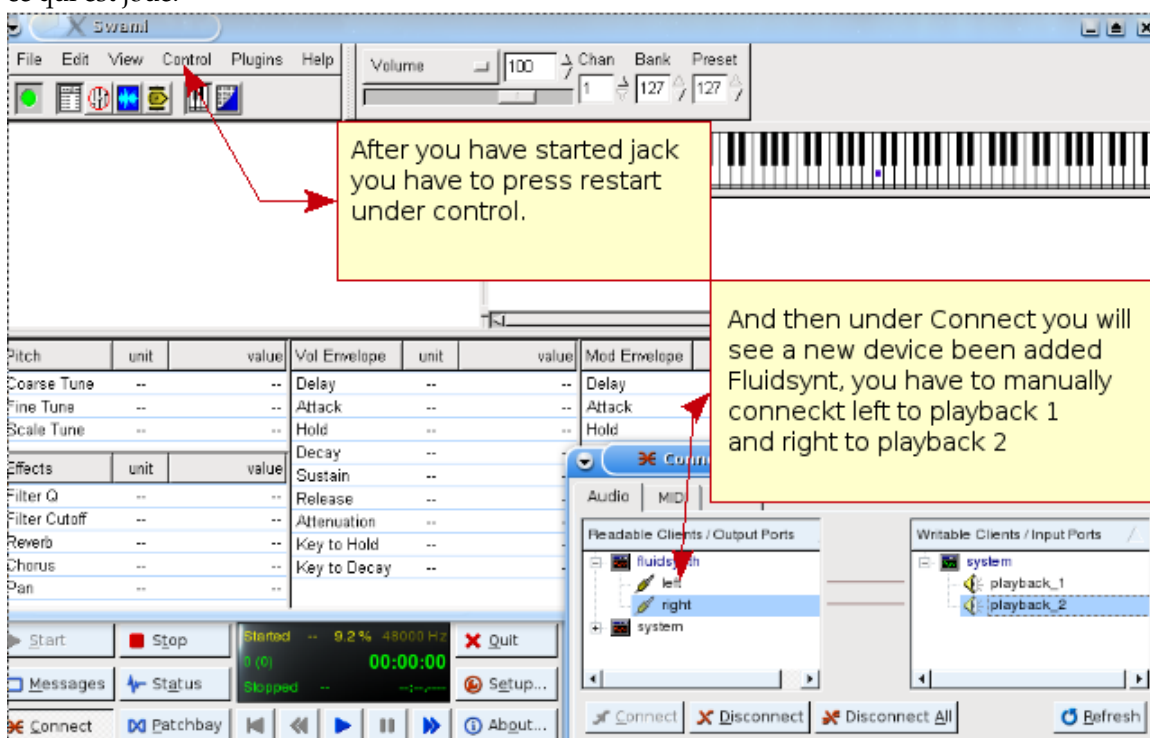 ce qui est joué.
Swami
File Edit View Control Plugins Help
Volume 100 Chan Bank Preset
1 127 127
After you have started jack
you have to press restart
under control.
And then under Connect you will
see a new device been added
Fluidsynt, you have to manually
conneckt left to playback 1
and right to playback 2
Pitch unit value Vol Envelope unit value Mod Envelope
Coarse Tune -- -- Delay -- -- Delay
Fine Tune -- -- Attack -- -- Attack
Scale Tune -- -- Hold -- -- Hold
Decay --
Effects unit value Sustain --
Filter Q -- -- Release --
Filter Cutoff -- -- Attenuation --
Reverb -- -- Key to Hold --
Chorus -- -- Key to Decay --
Pan -- --
Audio MIDI
Readable Clients / Output Ports Writable Clients / Input Ports
fluidsynth system
left playback_1
right playback_2
system
Start Stop Started -- 9.2 % 48000 Hz Quit
0 (0) 00:00:00
Messages Status Stopped -- --:--.---- Setup...
Connect Patchbay About...
Connect Disconnect Disconnect All Refresh